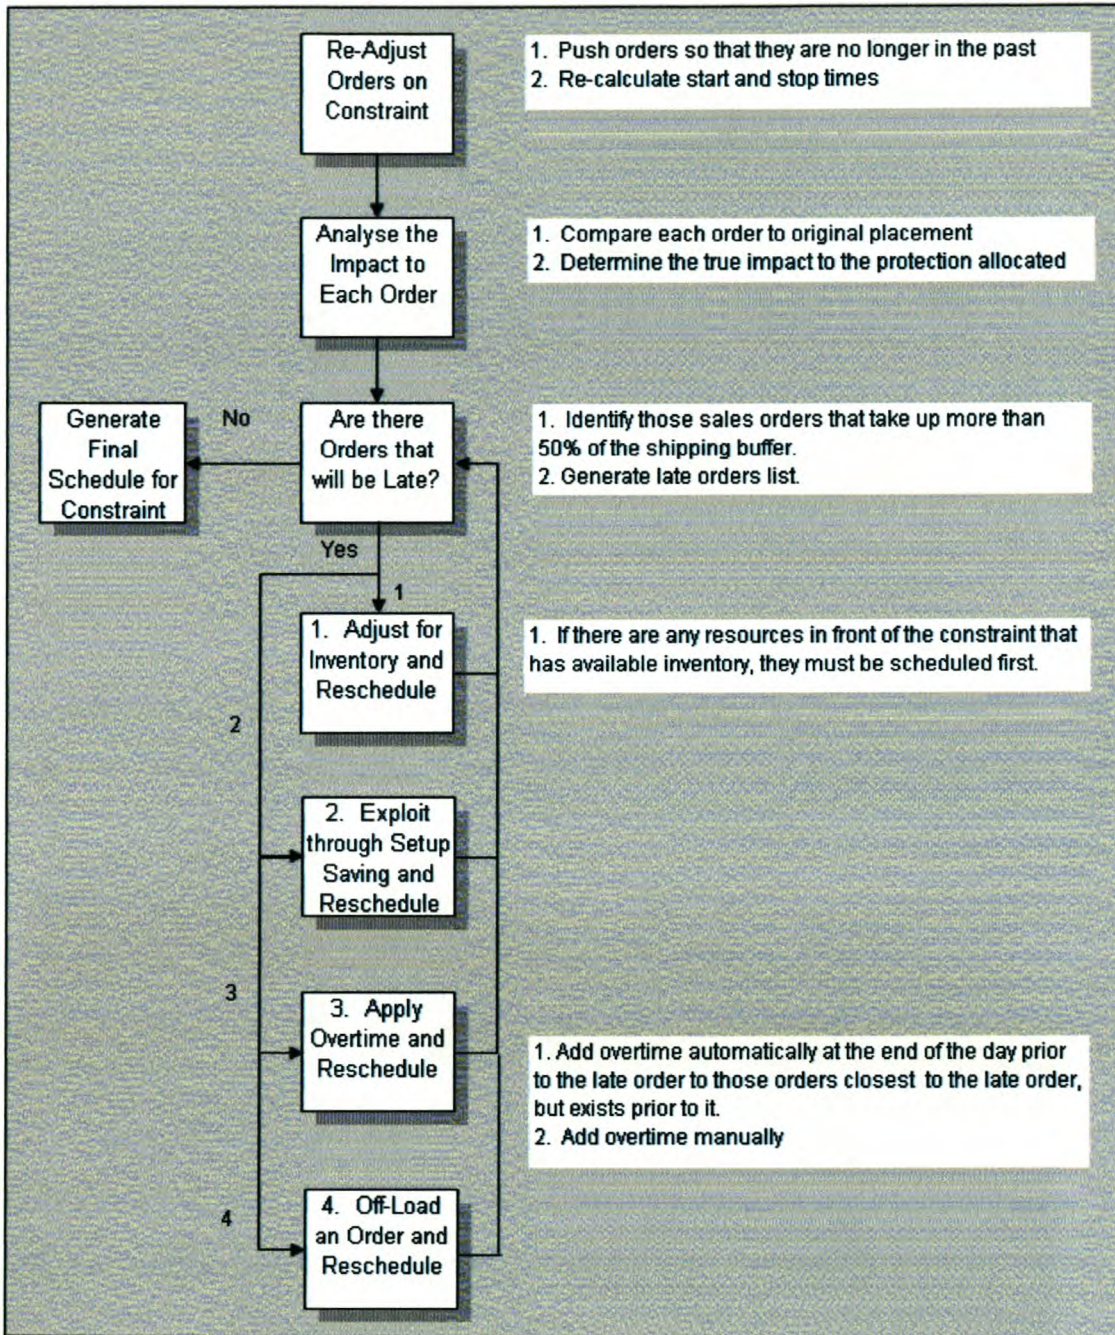 Re-Adjust
Orders on
Constraint
1. Push orders so that they are no longer in the past
2. Re-calculate start and stop times
Analyse the
Impact to
Each Order
1. Compare each order to original placement
2. Determine the true impact to the protection allocated
Generate
Final
Schedule for
Constraint
No
Are there
Orders that
will be Late?
1. Identify those sales orders that take up more than
50% of the shipping buffer.
2. Generate late orders list.
Yes
1
1. Adjust for
Inventory and
Reschedule
1. If there are any resources in front of the constraint that
has available inventory, they must be scheduled first.
2
2. Exploit
through Setup
Saving and
Reschedule
3
3. Apply
Overtime and
Reschedule
1. Add overtime automatically at the end of the day prior
to the late order to those orders closest to the late order,
but exists prior to it.
2. Add overtime manually
4
4. Off-Load
an Order and
Reschedule